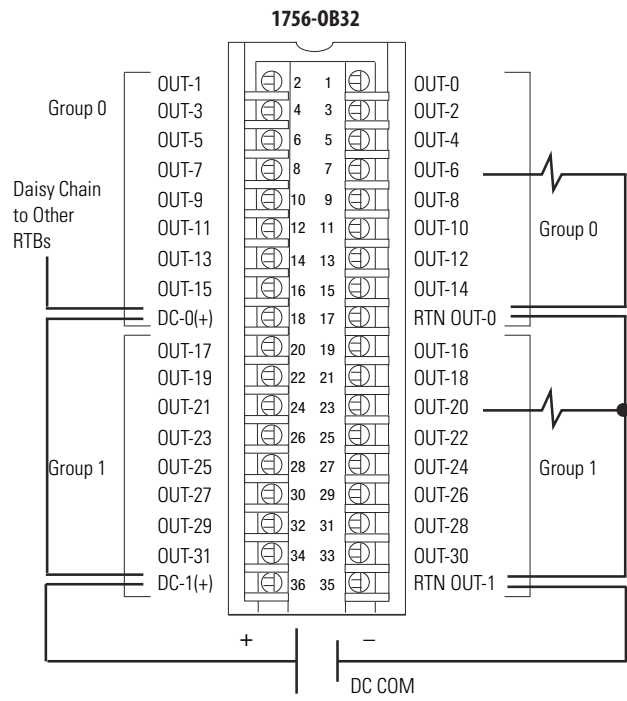 1756-OB32
OUT-1 2 1 OUT-0
Group 0 OUT-3 4 3 OUT-2
OUT-5 6 5 OUT-4
OUT-7 8 7 OUT-6
Daisy Chain
to Other
RTBs
OUT-9 10 9 OUT-8
OUT-11 12 11 OUT-10 Group 0
OUT-13 14 13 OUT-12
OUT-15 16 15 OUT-14
DC-0(+) 18 17 RTN OUT-0
OUT-17 20 19 OUT-16
OUT-19 22 21 OUT-18
OUT-21 24 23 OUT-20
OUT-23 26 25 OUT-22
Group 1 OUT-25 28 27 OUT-24 Group 1
OUT-27 30 29 OUT-26
OUT-29 32 31 OUT-28
OUT-31 34 33 OUT-30
DC-1(+) 36 35 RTN OUT-1
+ –
DC COM